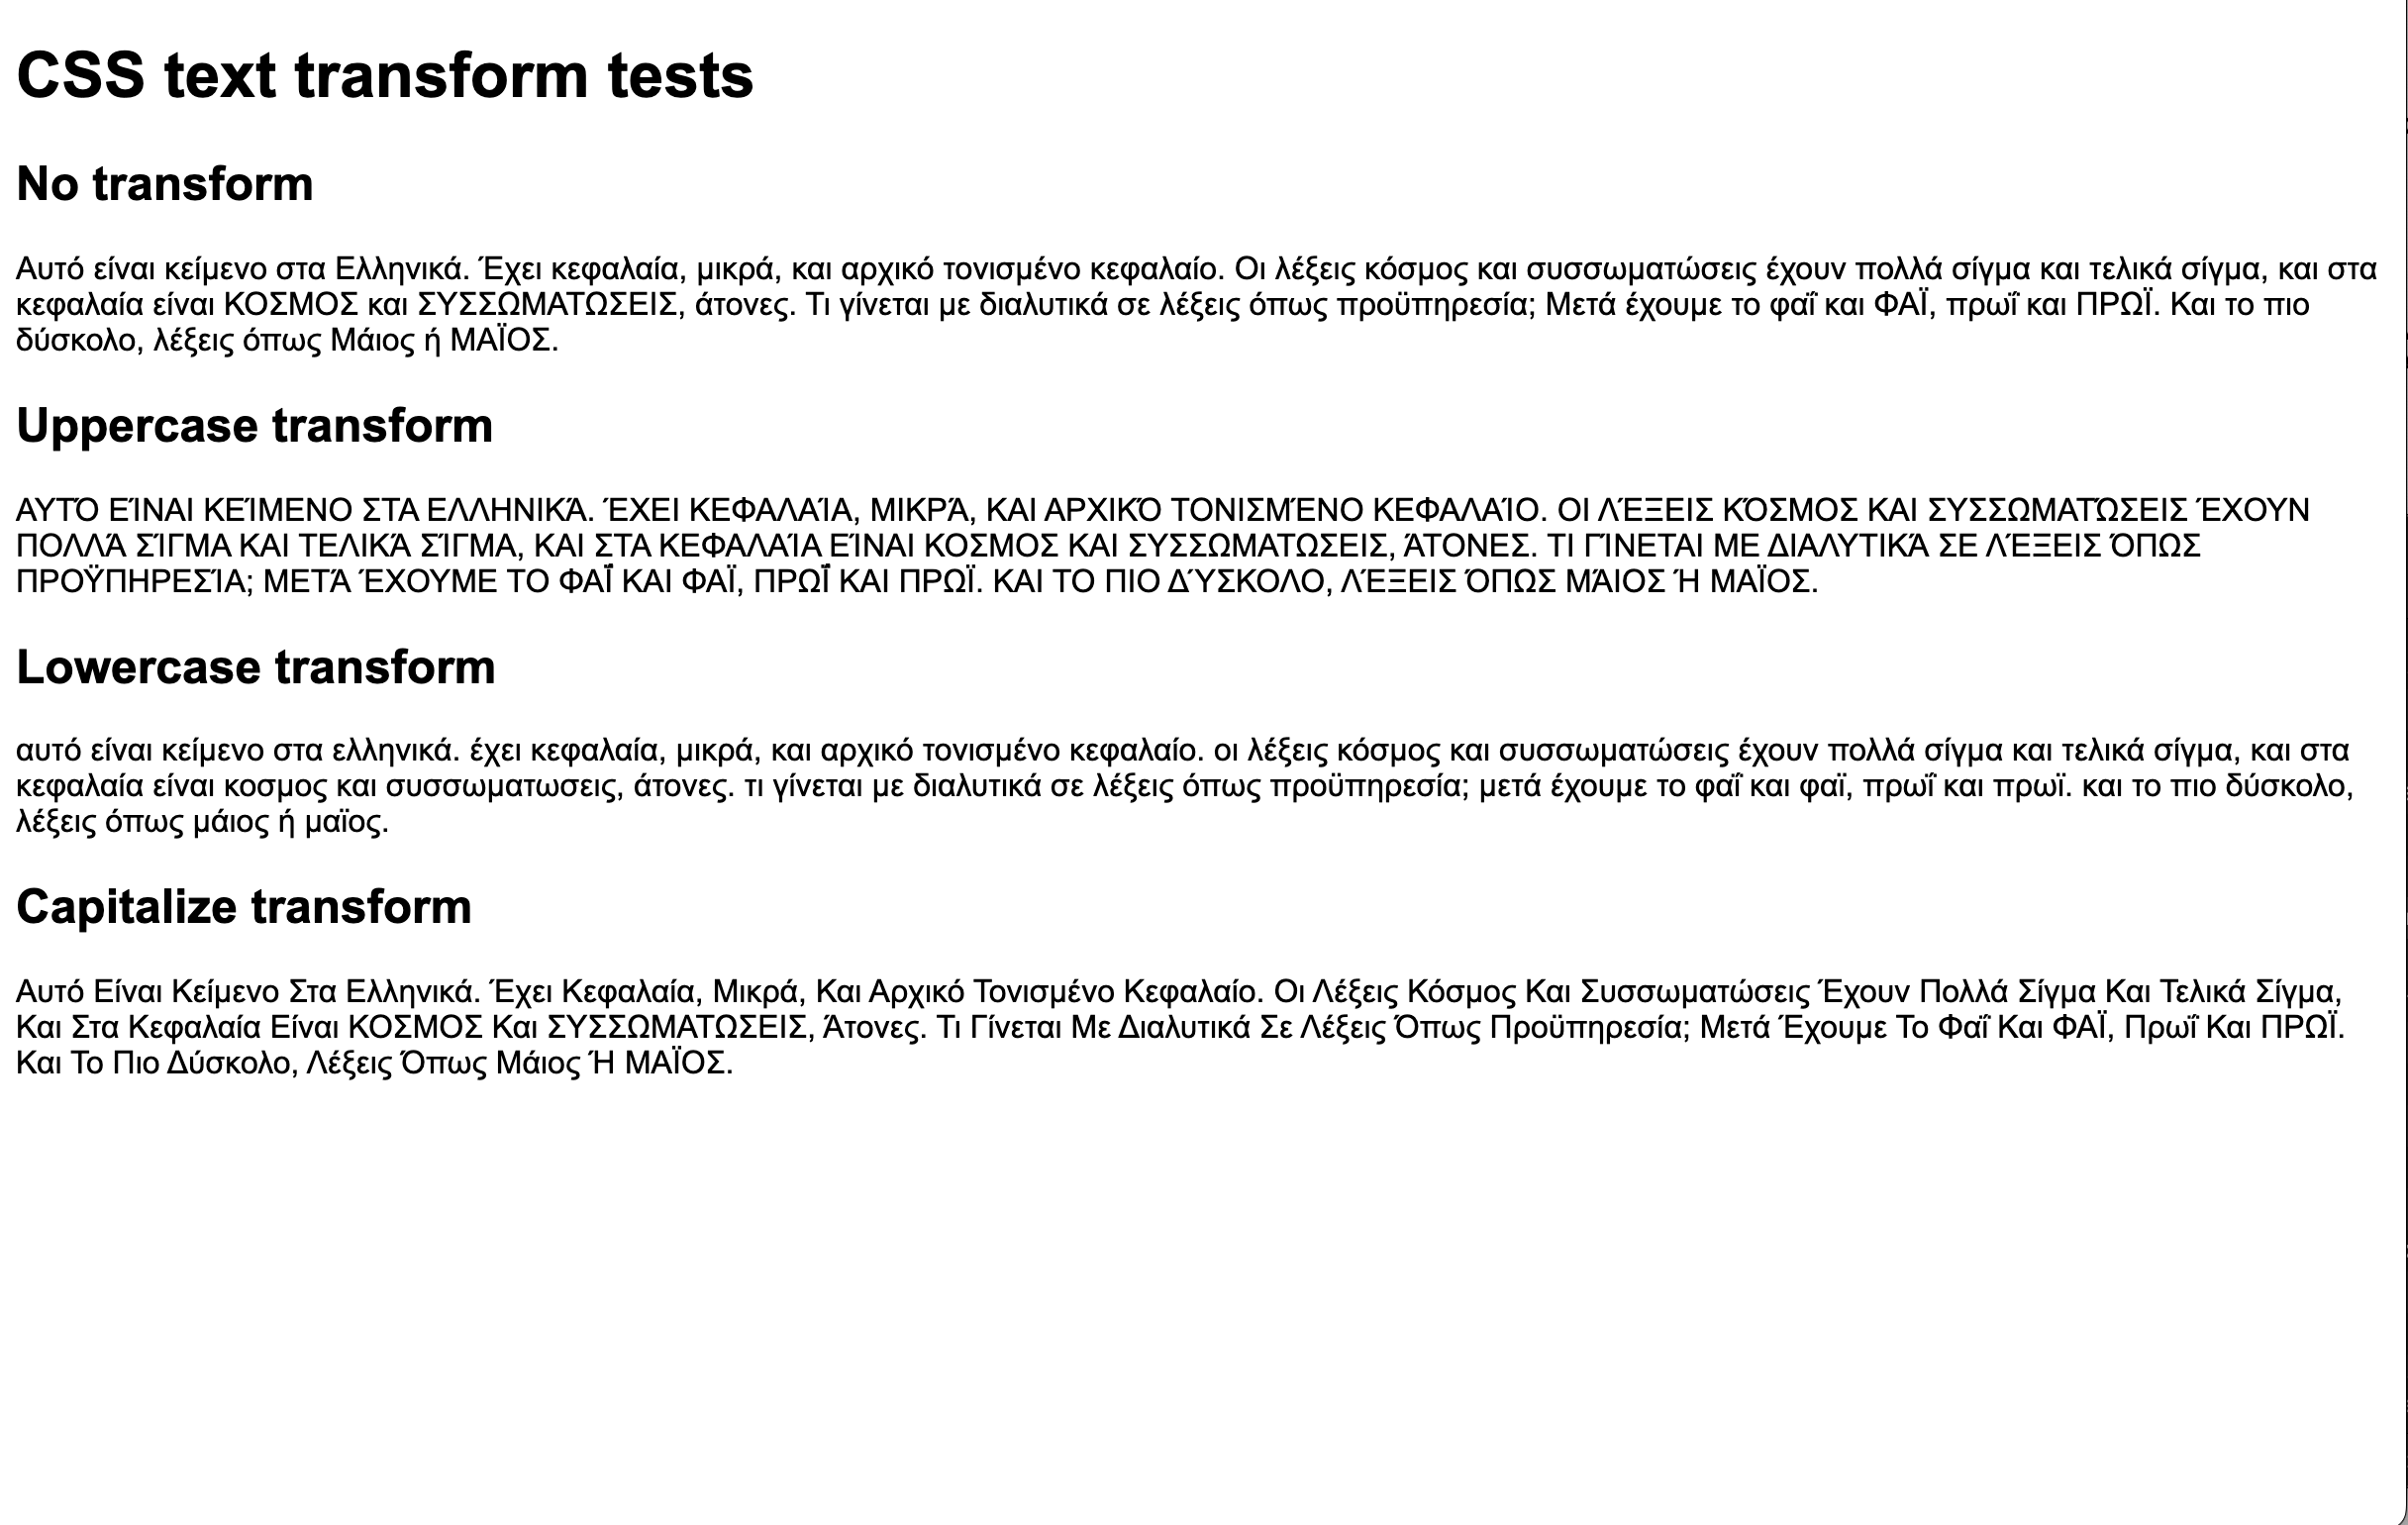 CSS text transform tests
No transform
Αυτό είναι κείμενο στα Ελληνικά. Έχει κεφαλαία, μικρά, και αρχικό τονισμένο κεφαλαίο. Οι λέξεις κόσμος και συσσωματώσεις έχουν πολλά σίγμα και τελικά σίγμα, και στα
κεφαλαία είναι ΚΟΣΜΟΣ και ΣΥΣΣΩΜΑΤΩΣΕΙΣ, άτονες. Τι γίνεται με διαλυτικά σε λέξεις όπως προϋπηρεσία; Μετά έχουμε το φαΐ και ΦΑΪ, πρωΐ και ΠΡΩΪ. Και το πιο
δύσκολο, λέξεις όπως Μάιος ή ΜΑΪΟΣ.
Uppercase transform
ΑΥΤΌ ΕΊΝΑΙ ΚΕΊΜΕΝΟ ΣΤΑ ΕΛΛΗΝΙΚΆ. ΈΧΕΙ ΚΕΦΑΛΑΊΑ, ΜΙΚΡΆ, ΚΑΙ ΑΡΧΙΚΌ ΤΟΝΙΣΜΈΝΟ ΚΕΦΑΛΑΊΟ. ΟΙ ΛΈΞΕΙΣ ΚΌΣΜΟΣ ΚΑΙ ΣΥΣΣΩΜΑΤΏΣΕΙΣ ΈΧΟΥΝ
ΠΟΛΛΆ ΣΊΓΜΑ ΚΑΙ ΤΕΛΙΚΆ ΣΊΓΜΑ, ΚΑΙ ΣΤΑ ΚΕΦΑΛΑΊΑ ΕΊΝΑΙ ΚΟΣΜΟΣ ΚΑΙ ΣΥΣΣΩΜΑΤΩΣΕΙΣ, ΆΤΟΝΕΣ. ΤΙ ΓΊΝΕΤΑΙ ΜΕ ΔΙΑΛΥΤΙΚΆ ΣΕ ΛΈΞΕΙΣ ΌΠΩΣ
ΠΡΟΫΠΗΡΕΣΊΑ; ΜΕΤΆ ΈΧΟΥΜΕ ΤΟ ΦΑΪ́ ΚΑΙ ΦΑΪ, ΠΡΩΪ́ ΚΑΙ ΠΡΩΪ. ΚΑΙ ΤΟ ΠΙΟ ΔΎΣΚΟΛΟ, ΛΈΞΕΙΣ ΌΠΩΣ ΜΆΙΟΣ Ή ΜΑΪΟΣ.
Lowercase transform
αυτό είναι κείμενο στα ελληνικά. έχει κεφαλαία, μικρά, και αρχικό τονισμένο κεφαλαίο. οι λέξεις κόσμος και συσσωματώσεις έχουν πολλά σίγμα και τελικά σίγμα, και στα
κεφαλαία είναι κοσμος και συσσωματωσεις, άτονες. τι γίνεται με διαλυτικά σε λέξεις όπως προϋπηρεσία; μετά έχουμε το φαΐ και φαϊ, πρωΐ και πρωϊ. και το πιο δύσκολο,
λέξεις όπως μάιος ή μαϊος.
Capitalize transform
Αυτό Είναι Κείμενο Στα Ελληνικά. Έχει Κεφαλαία, Μικρά, Και Αρχικό Τονισμένο Κεφαλαίο. Οι Λέξεις Κόσμος Και Συσσωματώσεις Έχουν Πολλά Σίγμα Και Τελικά Σίγμα,
Και Στα Κεφαλαία Είναι ΚΟΣΜΟΣ Και ΣΥΣΣΩΜΑΤΩΣΕΙΣ, Άτονες. Τι Γίνεται Με Διαλυτικά Σε Λέξεις Όπως Προϋπηρεσία; Μετά Έχουμε Το Φαΐ Και ΦΑΪ, Πρωΐ Και ΠΡΩΪ.
Και Το Πιο Δύσκολο, Λέξεις Όπως Μάιος Ή ΜΑΪΟΣ.